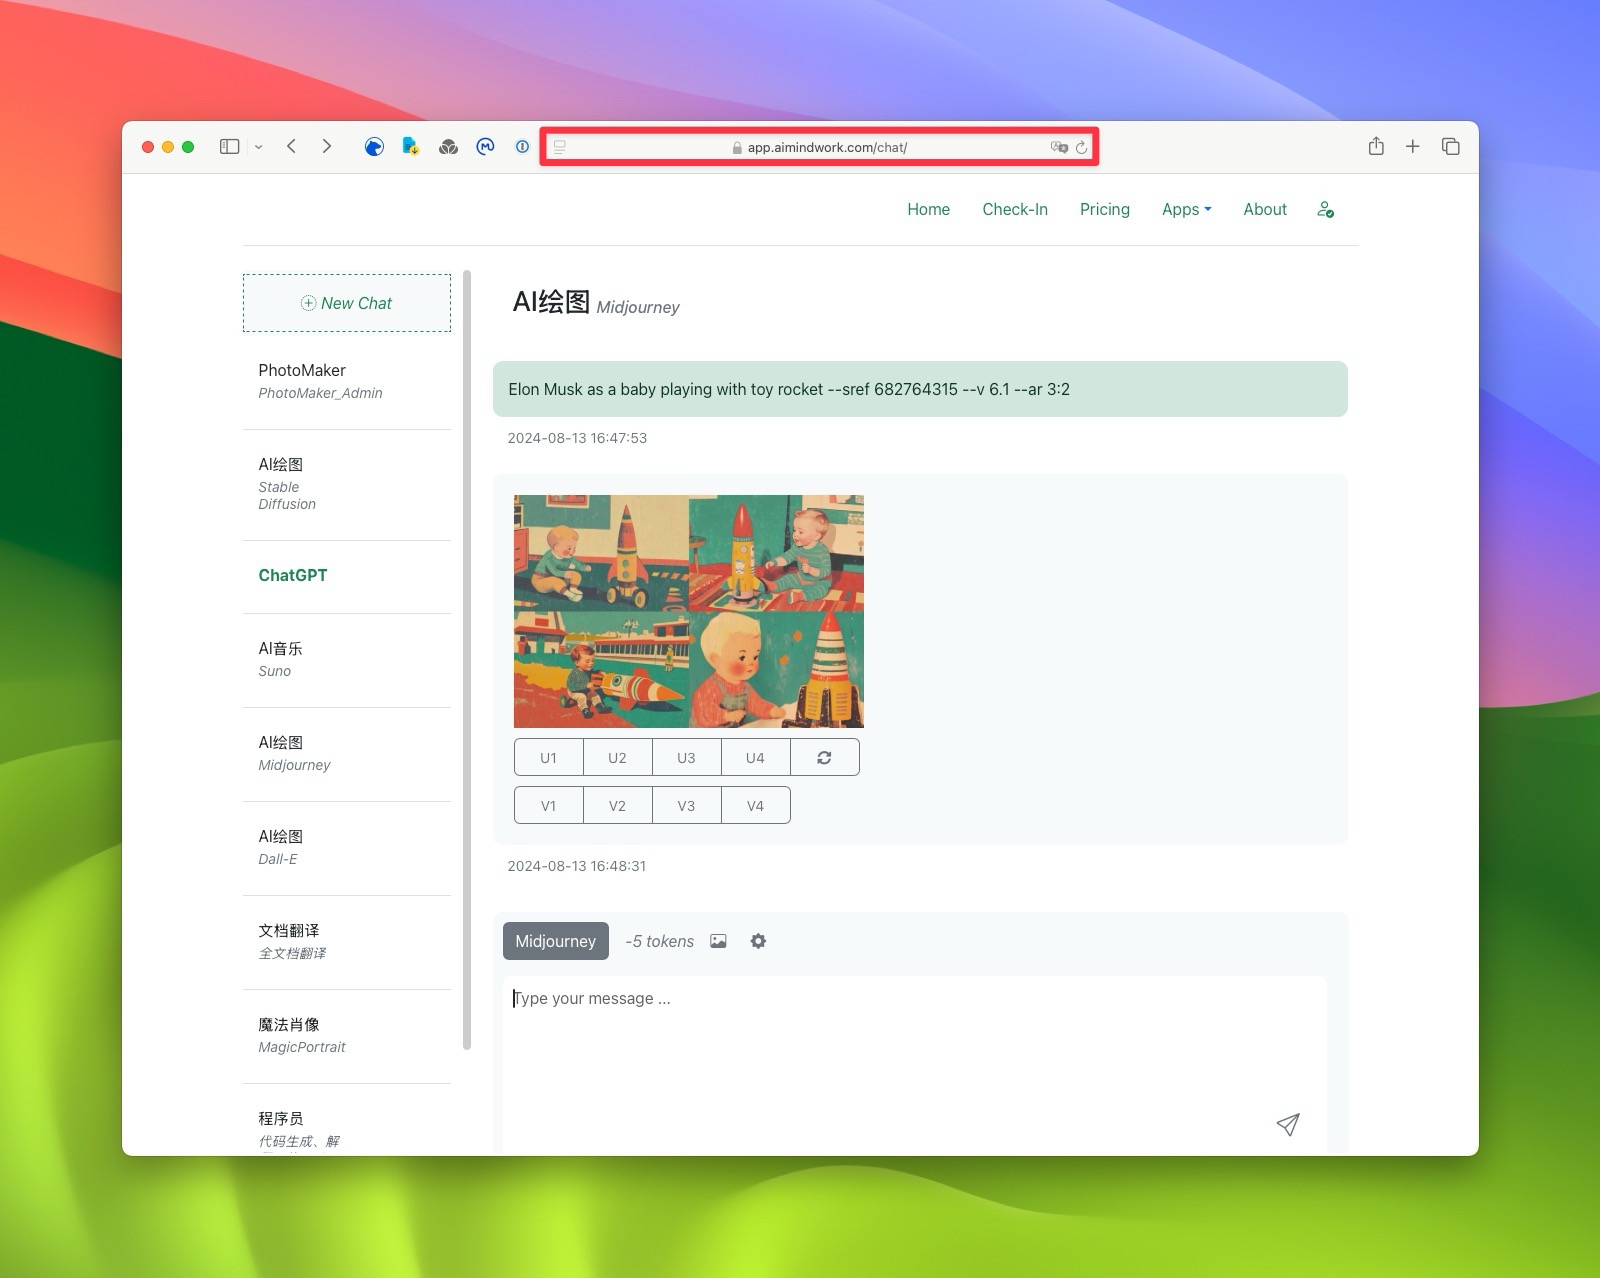 app.aimindwork.com/chat/
Home Check-In Pricing Apps About
New Chat
PhotoMaker
PhotoMaker_Admin
AI绘图
Stable
Diffusion
ChatGPT
AI音乐
Suno
AI绘图
Midjourney
AI绘图
Dall-E
文档翻译
全文档翻译
魔法肖像
MagicPortrait
程序员
代码生成、解
AI绘图 Midjourney
Elon Musk as a baby playing with toy rocket --sref 682764315 --v 6.1 --ar 3:2
2024-08-13 16:47:53
U1 U2 U3 U4
V1 V2 V3 V4
2024-08-13 16:48:31
Midjourney -5 tokens
Type your message ...